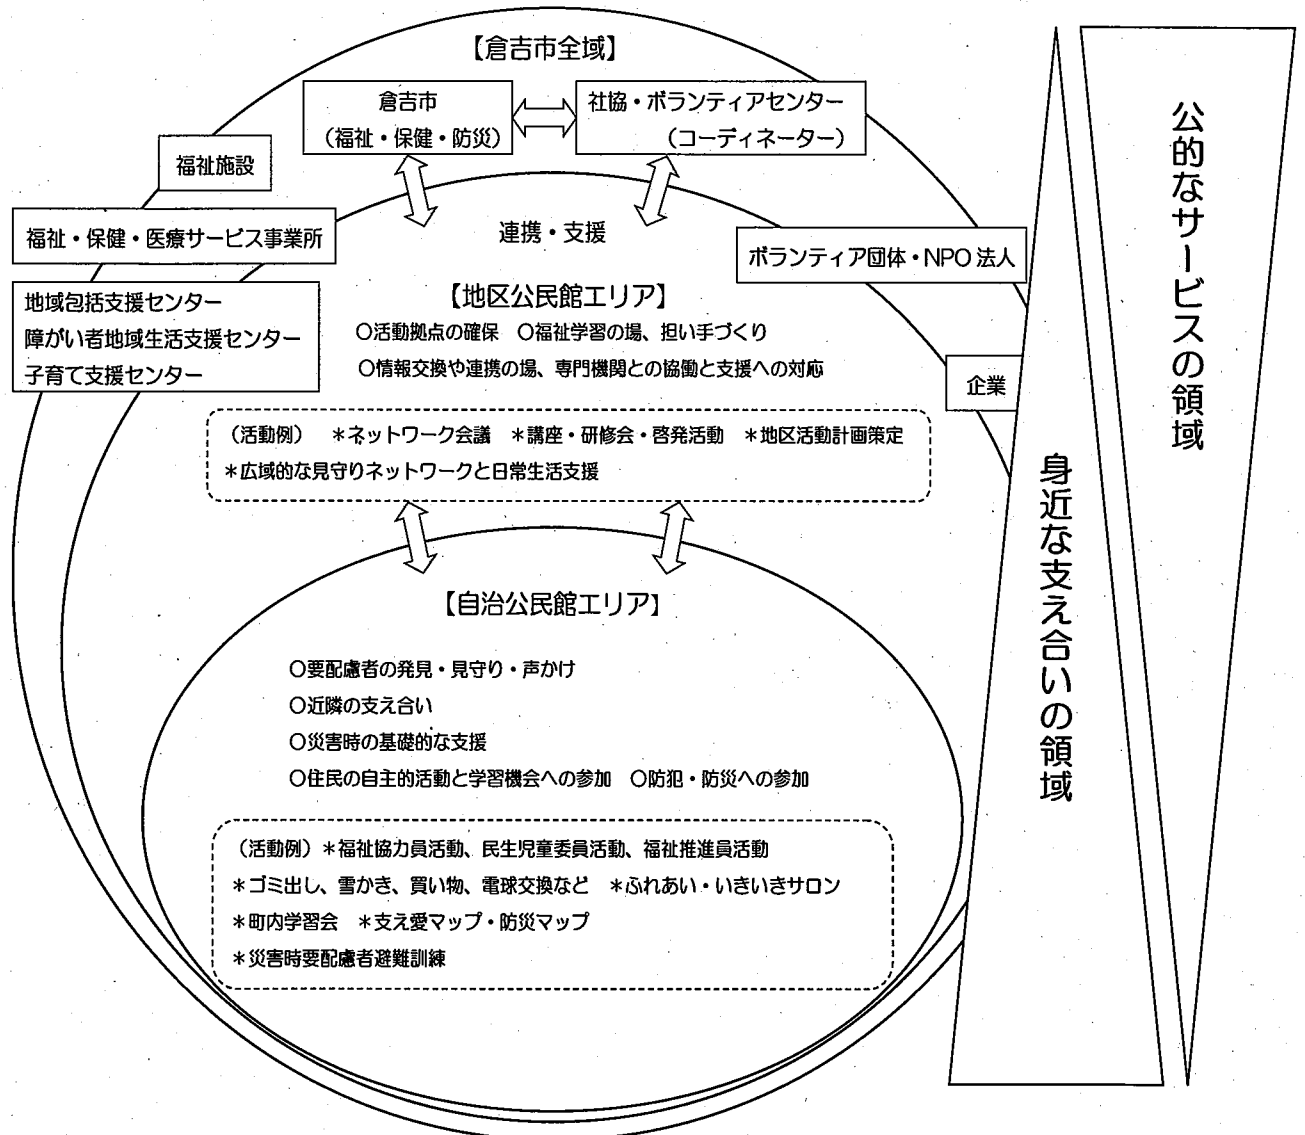 【倉吉市全域】
倉吉市
（福祉・保健・防災）
社協・ボランティアセンター
（コーディネーター）
福祉施設
福祉・保健・医療サービス事業所
地域包括支援センター
障がい者地域生活支援センター
子育て支援センター
連携・支援
ボランティア団体・NPO 法人
企業
【地区公民館エリア】
○活動拠点の確保　○福祉学習の場、担い手づくり
○情報交換や連携の場、専門機関との協働と支援への対応
（活動例）　＊ネットワーク会議　＊講座・研修会・啓発活動　＊地区活動計画策定
＊広域的な見守りネットワークと日常生活支援
【自治公民館エリア】
○要配慮者の発見・見守り・声かけ
○近隣の支え合い
○災害時の基礎的な支援
○住民の自主的活動と学習機会への参加　○防犯・防災への参加
（活動例）＊福祉協力員活動、民生児童委員活動、福祉推進員活動
＊ゴミ出し、雪かき、買い物、電球交換など　＊ふれあい・いきいきサロン
＊町内学習会　＊支え愛マップ・防災マップ
＊災害時要配慮者避難訓練
身近な支え合いの領域
公的なサービスの領域